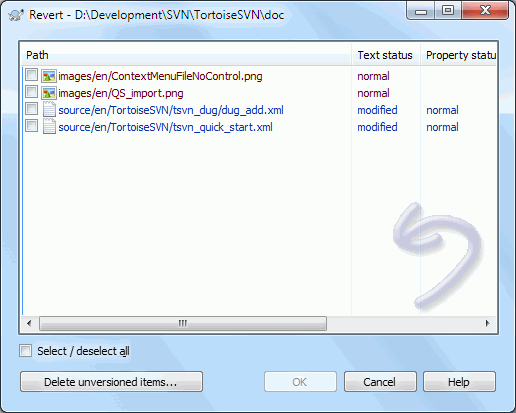 Revert - D:\Development\SVN\TortoiseSVN\doc
Path Text status Property statu
images/en/ContextMenuFileNoControl.png normal
images/en/QS_import.png normal
source/en/TortoiseSVN/tsvn_dug/dug_add.xml modified normal
source/en/TortoiseSVN/tsvn_quick_start.xml modified normal
Select / deselect all
Delete unversioned items... OK Cancel Help